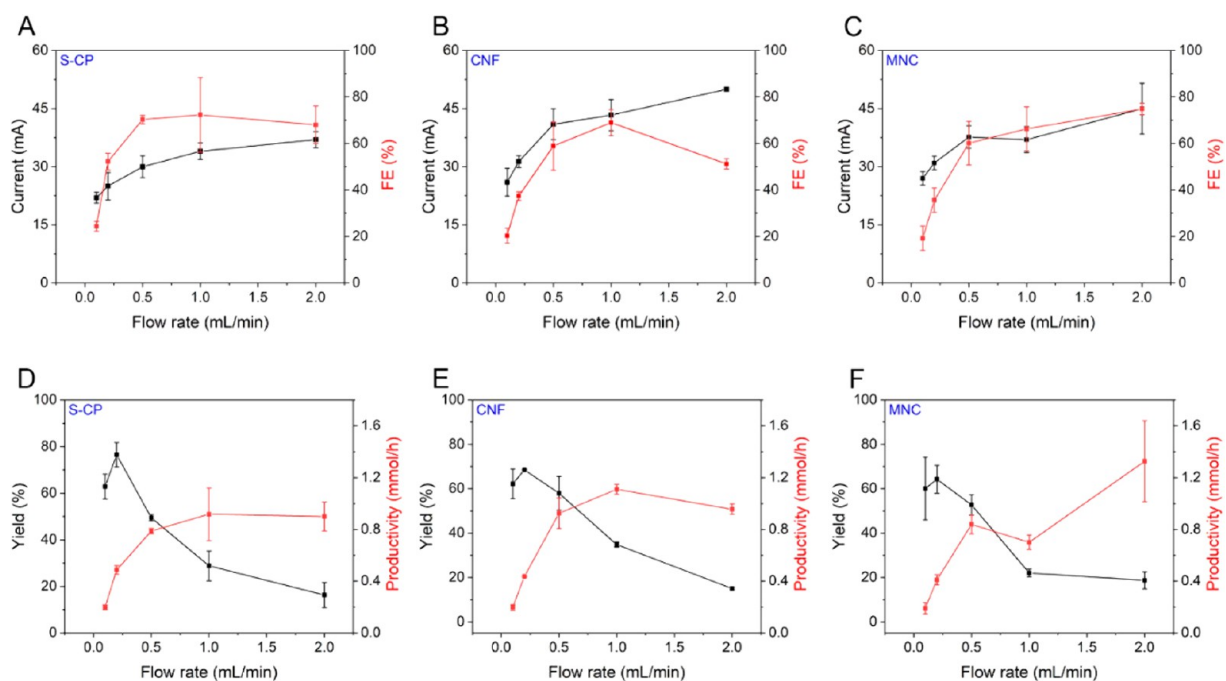 A
S-CP
Current (mA)
60
45
30
15
0
100
80
60
40
20
0
FE (%)
0.0 0.5 1.0 1.5 2.0
Flow rate (mL/min)
B
CNF
Current (mA)
60
45
30
15
0
100
80
60
40
20
0
FE (%)
0.0 0.5 1.0 1.5 2.0
Flow rate (mL/min)
C
MNC
Current (mA)
60
45
30
15
0
100
80
60
40
20
0
FE (%)
0.0 0.5 1.0 1.5 2.0
Flow rate (mL/min)
D
S-CP
Yield (%)
100
80
60
40
20
0
1.6
1.2
0.8
0.4
0.0
Productivity (mmol/h)
0.0 0.5 1.0 1.5 2.0
Flow rate (mL/min)
E
CNF
Yield (%)
100
80
60
40
20
0
1.6
1.2
0.8
0.4
0.0
Productivity (mmol/h)
0.0 0.5 1.0 1.5 2.0
Flow rate (mL/min)
F
MNC
Yield (%)
100
80
60
40
20
0
1.6
1.2
0.8
0.4
0.0
Productivity (mmol/h)
0.0 0.5 1.0 1.5 2.0
Flow rate (mL/min)